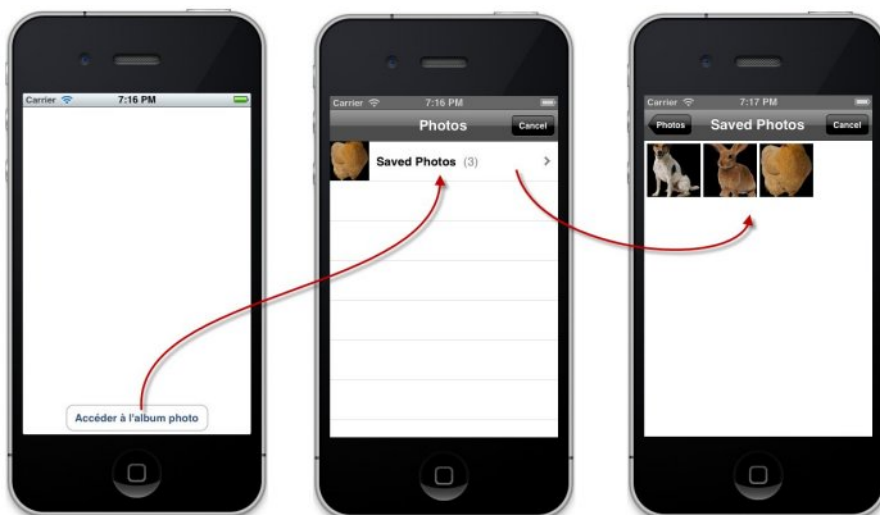 Carrier 7:16 PM
Accéder à l'album photo
Carrier 7:16 PM
Photos Cancel
Saved Photos (3)
Carrier 7:17 PM
Photos Saved Photos Cancel